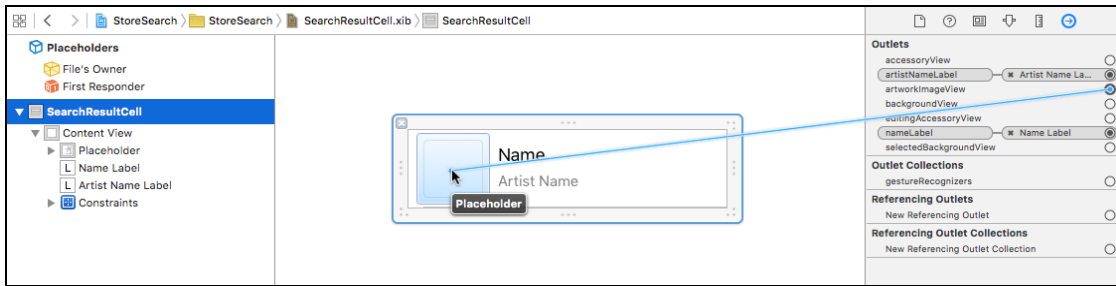 StoreSearch StoreSearch SearchResultCell.xib SearchResultCell
Placeholders
File's Owner
First Responder
SearchResultCell
Content View
Placeholder
L Name Label
L Artist Name Label
Constraints
Name
Artist Name
Placeholder
Outlets
accessoryView
artistNameLabel Artist Name La...
artworkImageView
backgroundView
editingAccessoryView
nameLabel Name Label
selectedBackgroundView
Outlet Collections
gestureRecognizers
Referencing Outlets
New Referencing Outlet
Referencing Outlet Collections
New Referencing Outlet Collection